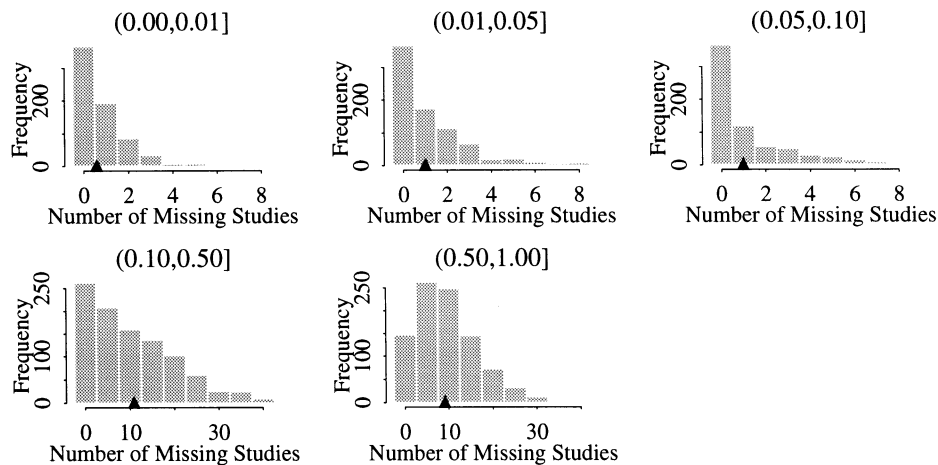 (0.00,0.01]
Frequency
0 200
0 2 4 6 8
Number of Missing Studies
(0.01,0.05]
Frequency
0 200
0 2 4 6 8
Number of Missing Studies
(0.05,0.10]
Frequency
0 200
0 2 4 6 8
Number of Missing Studies
(0.10,0.50]
Frequency
0 100 250
0 10 30
Number of Missing Studies
(0.50,1.00]
Frequency
0 100 250
0 10 30
Number of Missing Studies